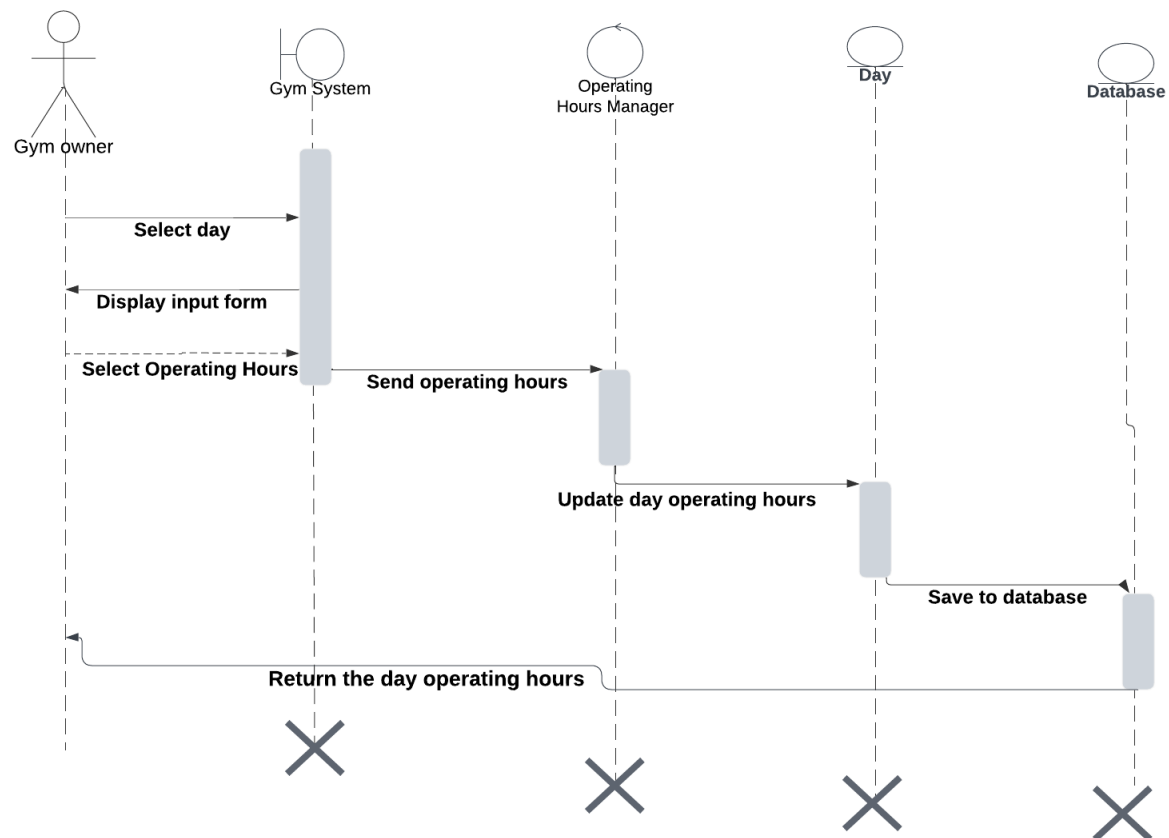 Gym owner
Gym System
Operating
Hours Manager
Day
Database
Select day
Display input form
Select Operating Hours
Send operating hours
Update day operating hours
Save to database
Return the day operating hours